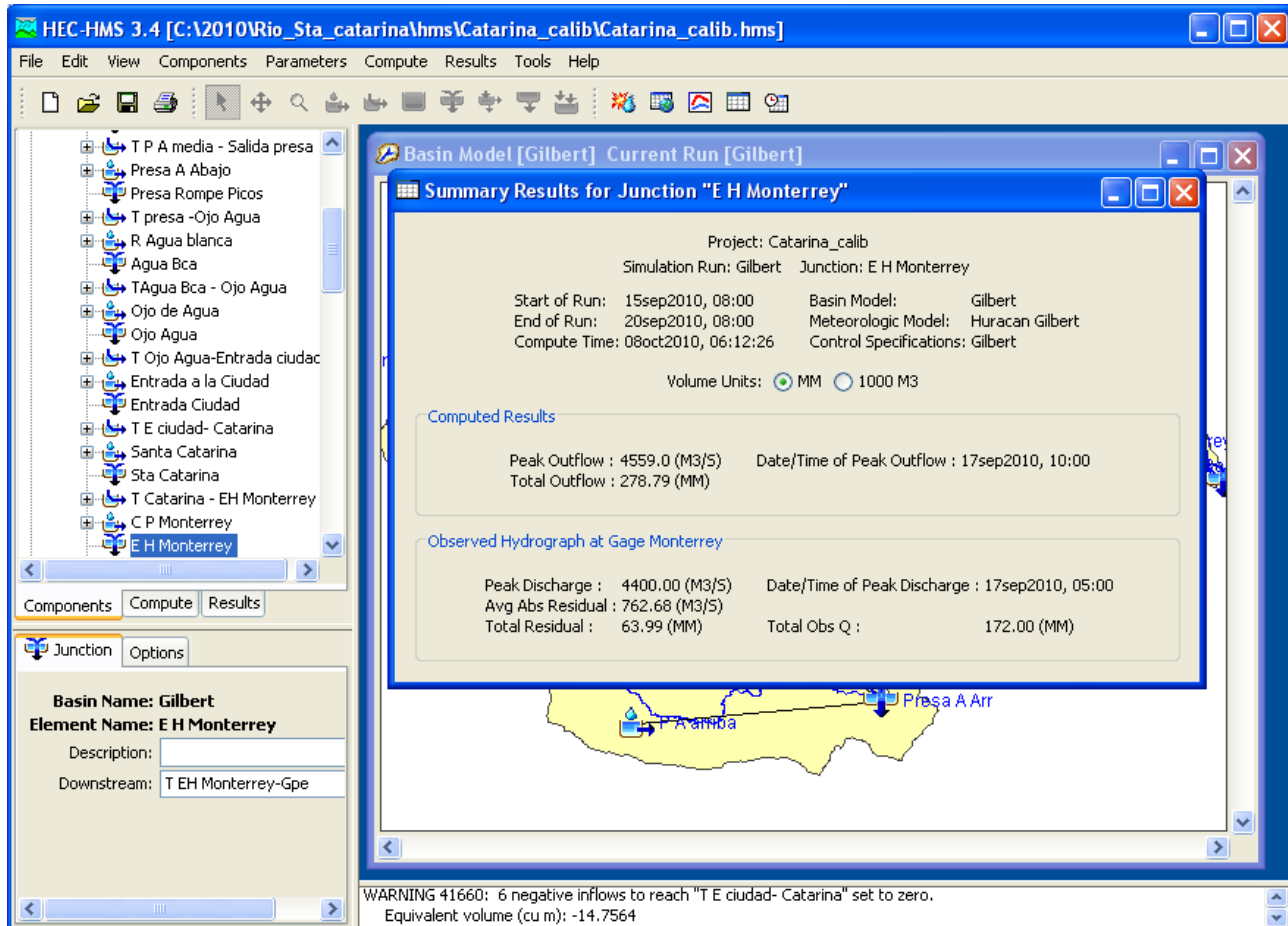 HEC-HMS 3.4 [C:\2010\Rio_Sta_catarina\hms\Catarina_calib\Catarina_calib.hms]
File Edit View Components Parameters Compute Results Tools Help
T P A media - Salida presa
Presa A Abajo
Presa Rompe Picos
T presa -Ojo Agua
R Agua blanca
Agua Bca
TAgua Bca - Ojo Agua
Ojo de Agua
Ojo Agua
T Ojo Agua-Entrada ciudac
Entrada a la Ciudad
Entrada Ciudad
T E ciudad- Catarina
Santa Catarina
Sta Catarina
T Catarina - EH Monterrey
C P Monterrey
E H Monterrey
Components Compute Results
Junction Options
Basin Name: Gilbert
Element Name: E H Monterrey
Description:
Downstream: T EH Monterrey-Gpe
Basin Model [Gilbert] Current Run [Gilbert]
Summary Results for Junction "E H Monterrey"
Project: Catarina_calib
Simulation Run: Gilbert Junction: E H Monterrey
Start of Run: 15sep2010, 08:00 Basin Model: Gilbert
End of Run: 20sep2010, 08:00 Meteorologic Model: Huracan Gilbert
Compute Time: 08oct2010, 06:12:26 Control Specifications: Gilbert
Volume Units: MM 1000 M3
Computed Results
Peak Outflow : 4559.0 (M3/S) Date/Time of Peak Outflow : 17sep2010, 10:00
Total Outflow : 278.79 (MM)
Observed Hydrograph at Gage Monterrey
Peak Discharge : 4400.00 (M3/S) Date/Time of Peak Discharge : 17sep2010, 05:00
Avg Abs Residual : 762.68 (M3/S)
Total Residual : 63.99 (MM) Total Obs Q : 172.00 (MM)
Presa A Arr
P A arriba
WARNING 41660: 6 negative inflows to reach "T E ciudad- Catarina" set to zero.
Equivalent volume (cu m): -14.7564